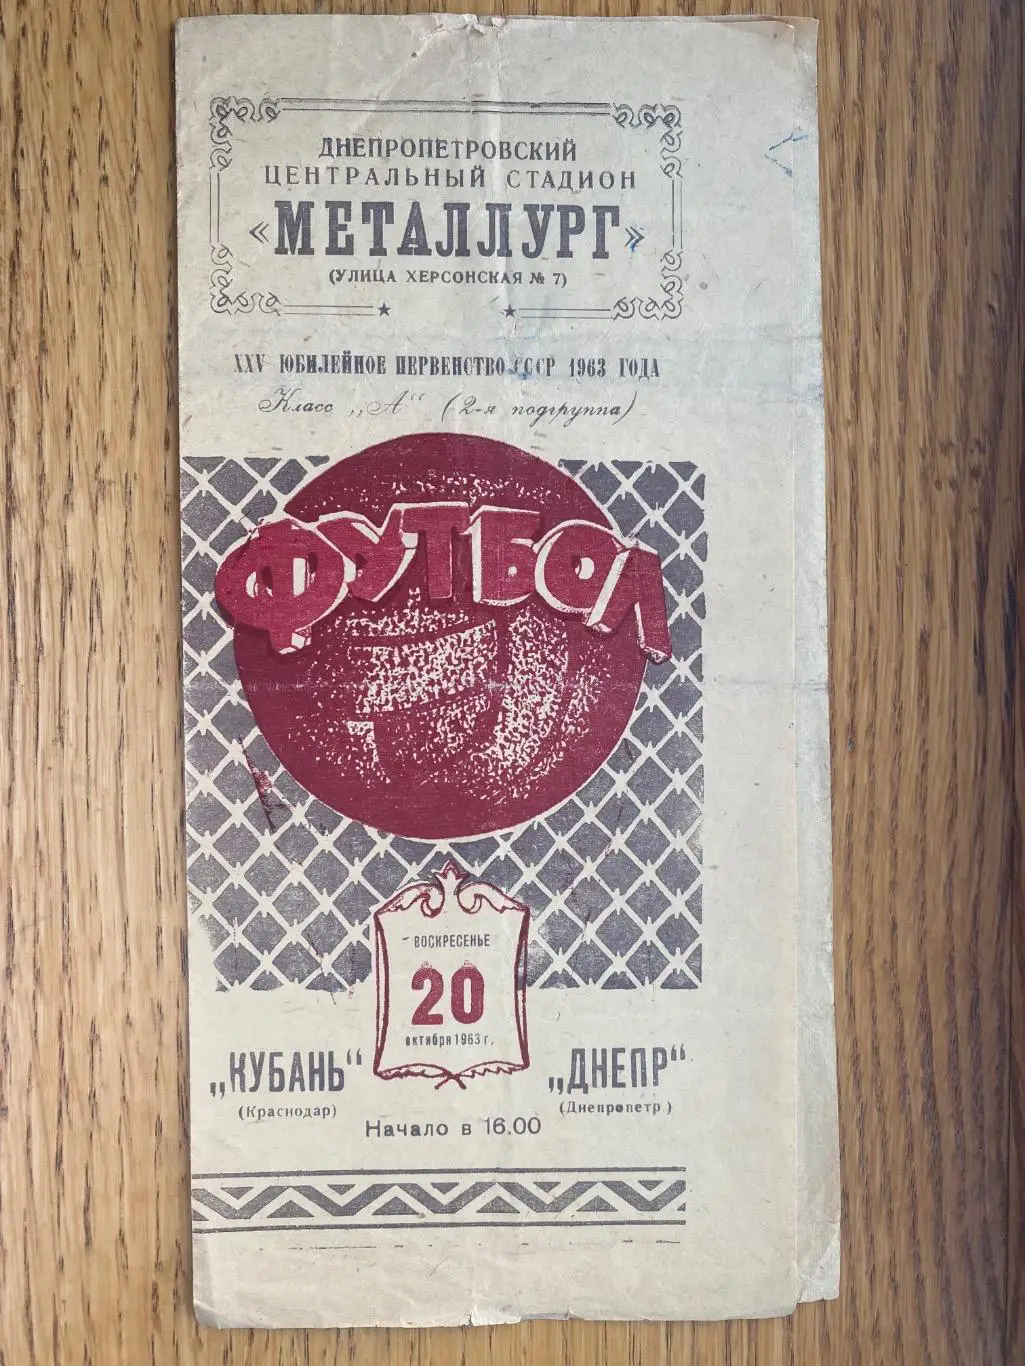 ДНЕПРОПЕТРОВСКИЙ
ЦЕНТРАЛЬНЫЙ СТАДИОН
«МЕТАЛЛУРГ»
(УЛИЦА ХЕРСОНСКАЯ № 7)
XXV ЮБИЛЕЙНОЕ ПЕРВЕНСТВО СССР 1963 ГОДА
Класс „А“ (2-я подгруппа)
ФУТБОЛ
ВОСКРЕСЕНЬЕ
20
октября 1963 г.
„КУБАНЬ“ „ДНЕПР“
(Краснодар) (Днепропетр.)
Начало в 16.00